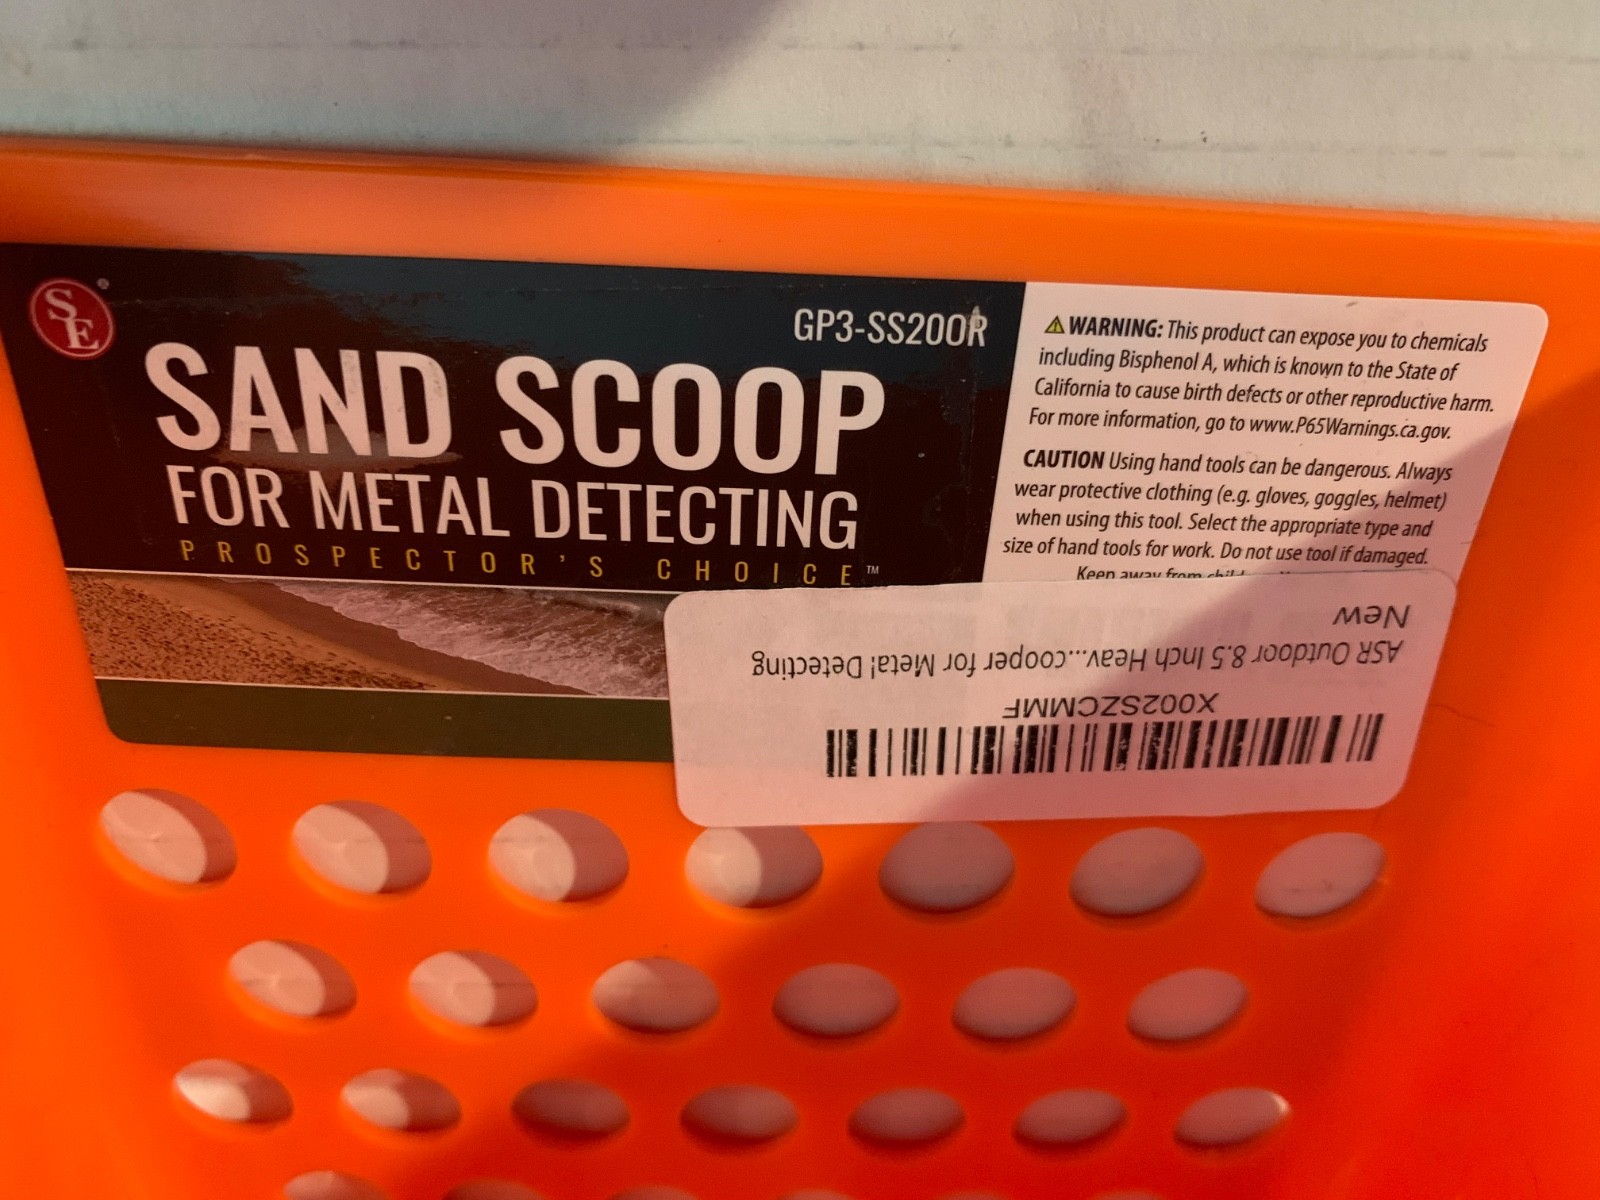 SE®
GP3-SS200R
SAND SCOOP
FOR METAL DETECTING
PROSPECTOR'S CHOICE™
⚠ WARNING: This product can expose you to chemicals
including Bisphenol A, which is known to the State of
California to cause birth defects or other reproductive harm.
For more information, go to www.P65Warnings.ca.gov.
CAUTION Using hand tools can be dangerous. Always
wear protective clothing (e.g. gloves, goggles, helmet)
when using this tool. Select the appropriate type and
size of hand tools for work. Do not use tool if damaged.
Keep away from
X002SZCMMF
ASR Outdoor 8.5 Inch Heav...cooper for Metal Detecting
New